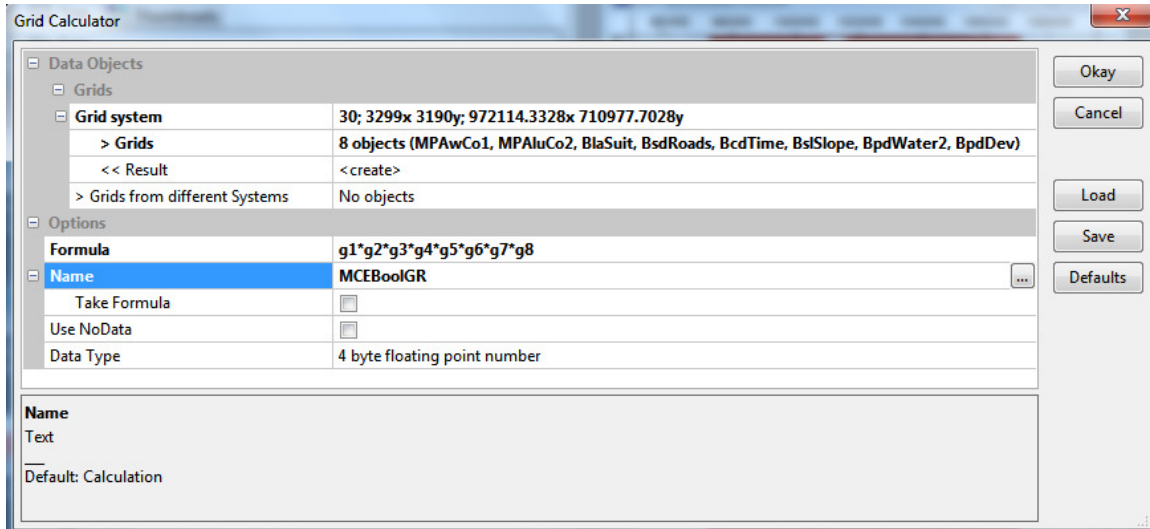 Grid Calculator
x
Data Objects
Grids
Grid system 30; 3299x 3190y; 972114.3328x 710977.7028y
> Grids 8 objects (MPAwCo1, MPAluCo2, BlaSuit, BsdRoads, BcdTime, BslSlope, BpdWater2, BpdDev)
<< Result <create>
> Grids from different Systems No objects
Options
Formula g1*g2*g3*g4*g5*g6*g7*g8
Name MCEBoolGR ...
Take Formula
Use NoData
Data Type 4 byte floating point number
Okay
Cancel
Load
Save
Defaults
Name
Text
__
Default: Calculation